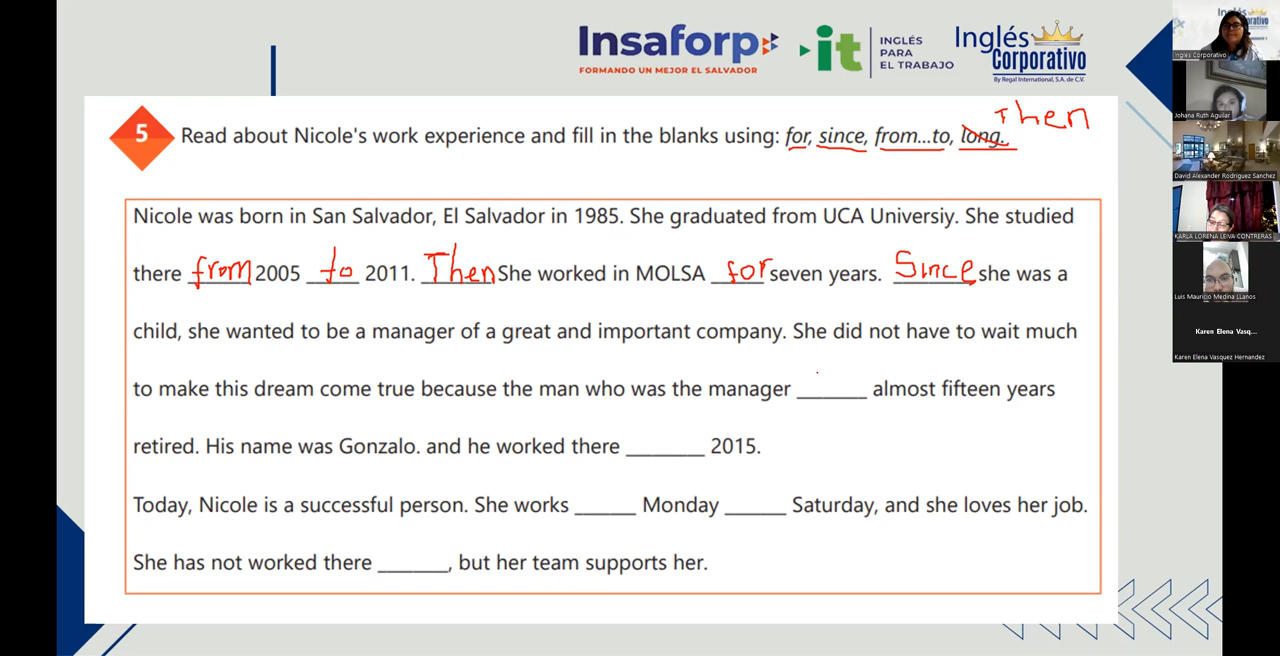 Insaforp
FORMANDO UN MEJOR EL SALVADOR
it
INGLÉS
PARA
EL TRABAJO
Inglés
Corporativo
By Regal International, S.A. de C.V.
Then
5 Read about Nicole's work experience and fill in the blanks using: for, since, from...to, long.
Nicole was born in San Salvador, El Salvador in 1985. She graduated from UCA Universiy. She studied
there from 2005 to 2011. Then She worked in MOLSA for seven years. Since she was a
child, she wanted to be a manager of a great and important company. She did not have to wait much
to make this dream come true because the man who was the manager _______ almost fifteen years
retired. His name was Gonzalo. and he worked there ________ 2015.
Today, Nicole is a successful person. She works ______ Monday ______ Saturday, and she loves her job.
She has not worked there _______, but her team supports her.
Inglés Corporativo
Johana Ruth Aguilar
David Alexander Rodriguez Sanchez
KARLA LORENA LEIVA CONTRERAS
Luis Mauricio Medina LLanos
Karen Elena Vasq...
Karen Elena Vasquez Hernandez